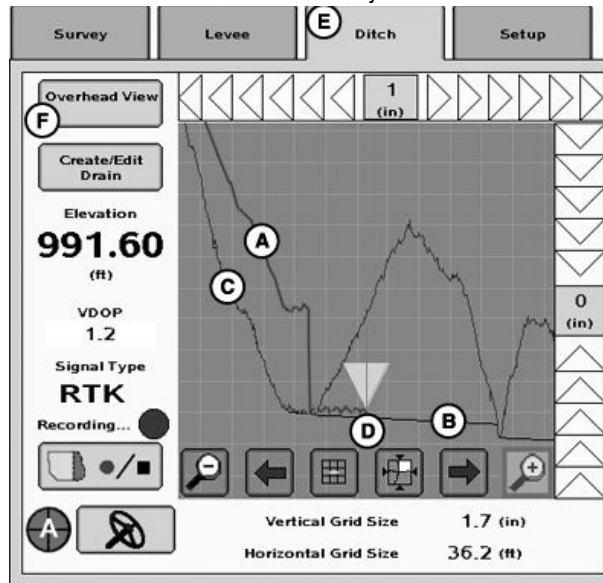 Survey
Levee
E
Ditch
Setup
Overhead View
F
1
(in)
Create/Edit
Drain
Elevation
991.60
(ft)
VDOP
1.2
Signal Type
RTK
Recording...
A
C
0
(in)
D
B
A
Vertical Grid Size 1.7 (in)
Horizontal Grid Size 36.2 (ft)